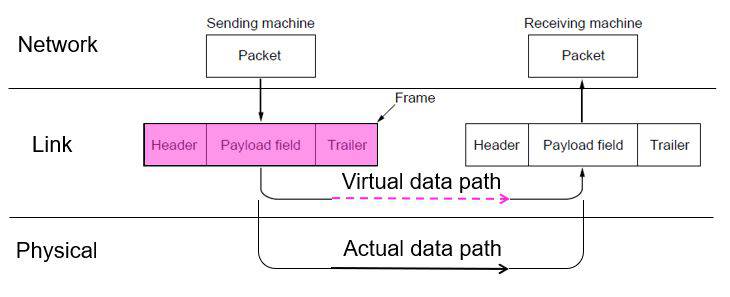 Sending machine
Receiving machine
Network
Packet
Packet
Frame
Link
Header
Payload field
Trailer
Header
Payload field
Trailer
Virtual data path
Physical
Actual data path